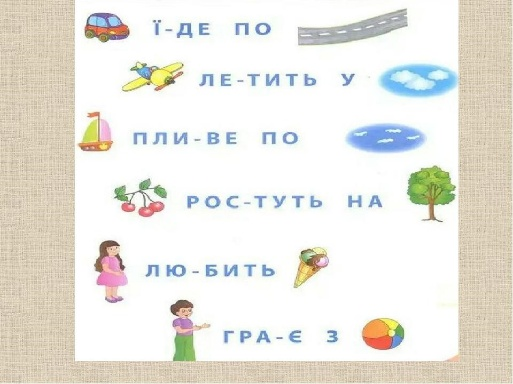 Ї-ДЕ ПО
ЛЕ-ТИТЬ У
ПЛИ-ВЕ ПО
РОС-ТУТЬ НА
ЛЮ-БИТЬ
ГРА-Є З